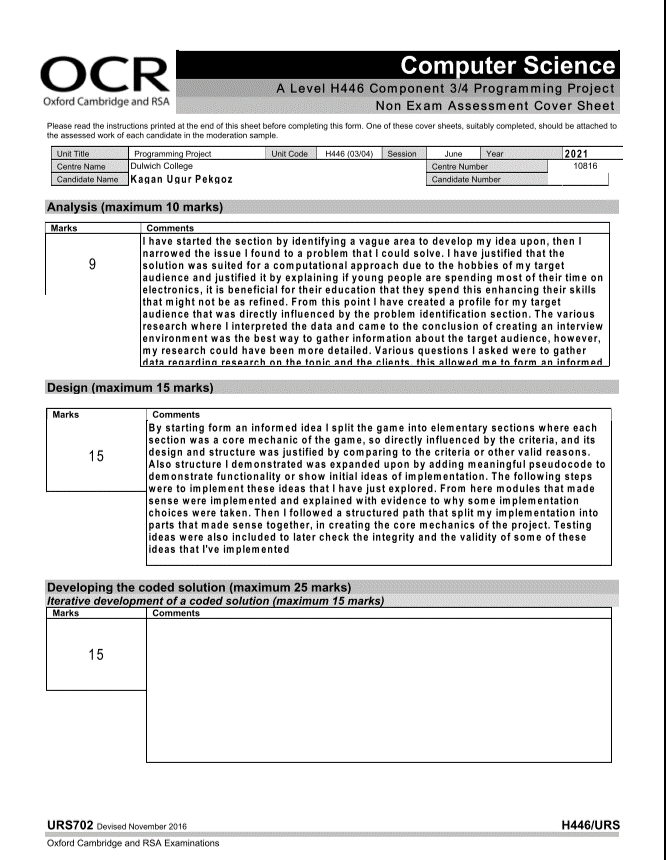 OCR
Oxford Cambridge and RSA
Computer Science
A Level H446 Component 3/4 Programming Project
Non Exam Assessment Cover Sheet
Please read the instructions printed at the end of this sheet before completing this form. One of these cover sheets, suitably completed, should be attached to
the assessed work of each candidate in the moderation sample.
Unit Title Programming Project Unit Code H446 (03/04) Session June Year 2021
Centre Name Dulwich College Centre Number 10816
Candidate Name Kagan Ugur Pekgoz Candidate Number
Analysis (maximum 10 marks)
Marks Comments
9
I have started the section by identifying a vague area to develop my idea upon, then I
narrowed the issue I found to a problem that I could solve. I have justified that the
solution was suited for a computational approach due to the hobbies of my target
audience and justified it by explaining if young people are spending most of their time on
electronics, it is beneficial for their education that they spend this enhancing their skills
that might not be as refined. From this point I have created a profile for my target
audience that was directly influenced by the problem identification section. The various
research where I interpreted the data and came to the conclusion of creating an interview
environment was the best way to gather information about the target audience, however,
my research could have been more detailed. Various questions I asked were to gather
data regarding research on the topic and the clients, this allowed me to form an informed
Design (maximum 15 marks)
Marks Comments
15
By starting form an informed idea I split the game into elementary sections where each
section was a core mechanic of the game, so directly influenced by the criteria, and its
design and structure was justified by comparing to the criteria or other valid reasons.
Also structure I demonstrated was expanded upon by adding meaningful pseudocode to
demonstrate functionality or show initial ideas of implementation. The following steps
were to implement these ideas that I have just explored. From here modules that made
sense were implemented and explained with evidence to why some implementation
choices were taken. Then I followed a structured path that split my implementation into
parts that made sense together, in creating the core mechanics of the project. Testing
ideas were also included to later check the integrity and the validity of some of these
ideas that I've implemented
Developing the coded solution (maximum 25 marks)
Iterative development of a coded solution (maximum 15 marks)
Marks Comments
15
URS702 Devised November 2016 H446/URS
Oxford Cambridge and RSA Examinations